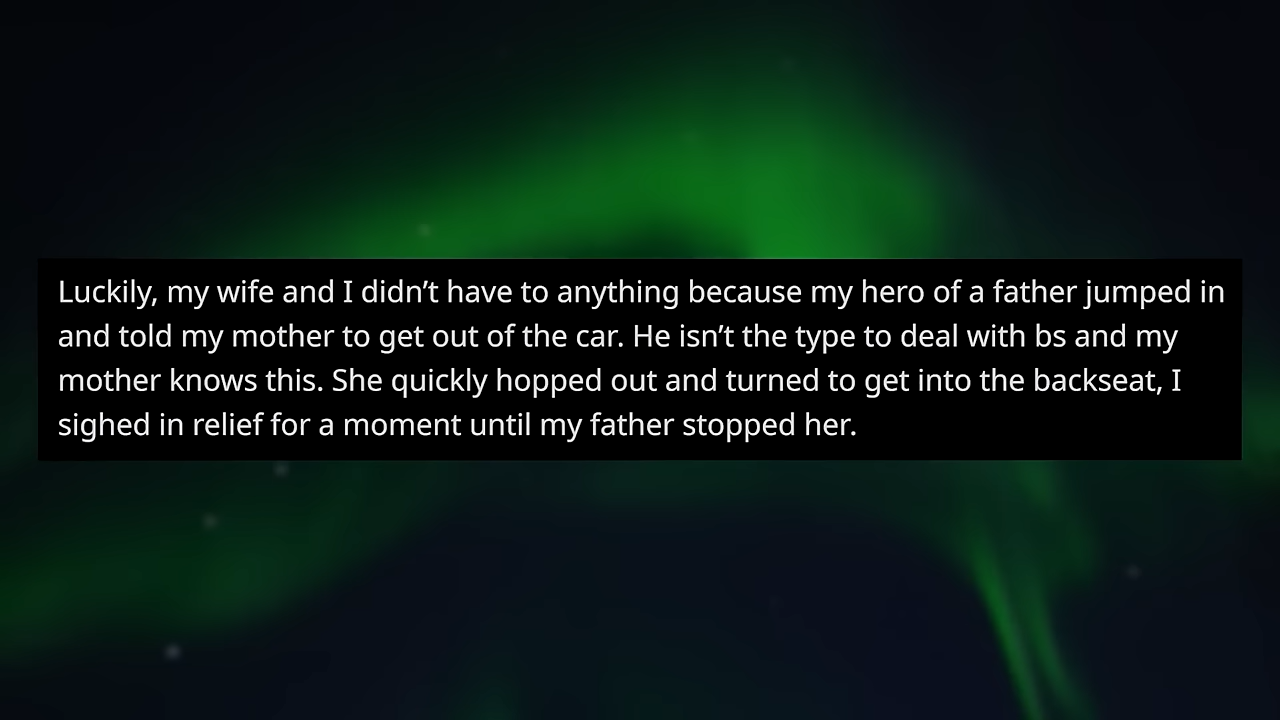 Luckily, my wife and I didn’t have to anything because my hero of a father jumped in
and told my mother to get out of the car. He isn’t the type to deal with bs and my
mother knows this. She quickly hopped out and turned to get into the backseat, I
sighed in relief for a moment until my father stopped her.